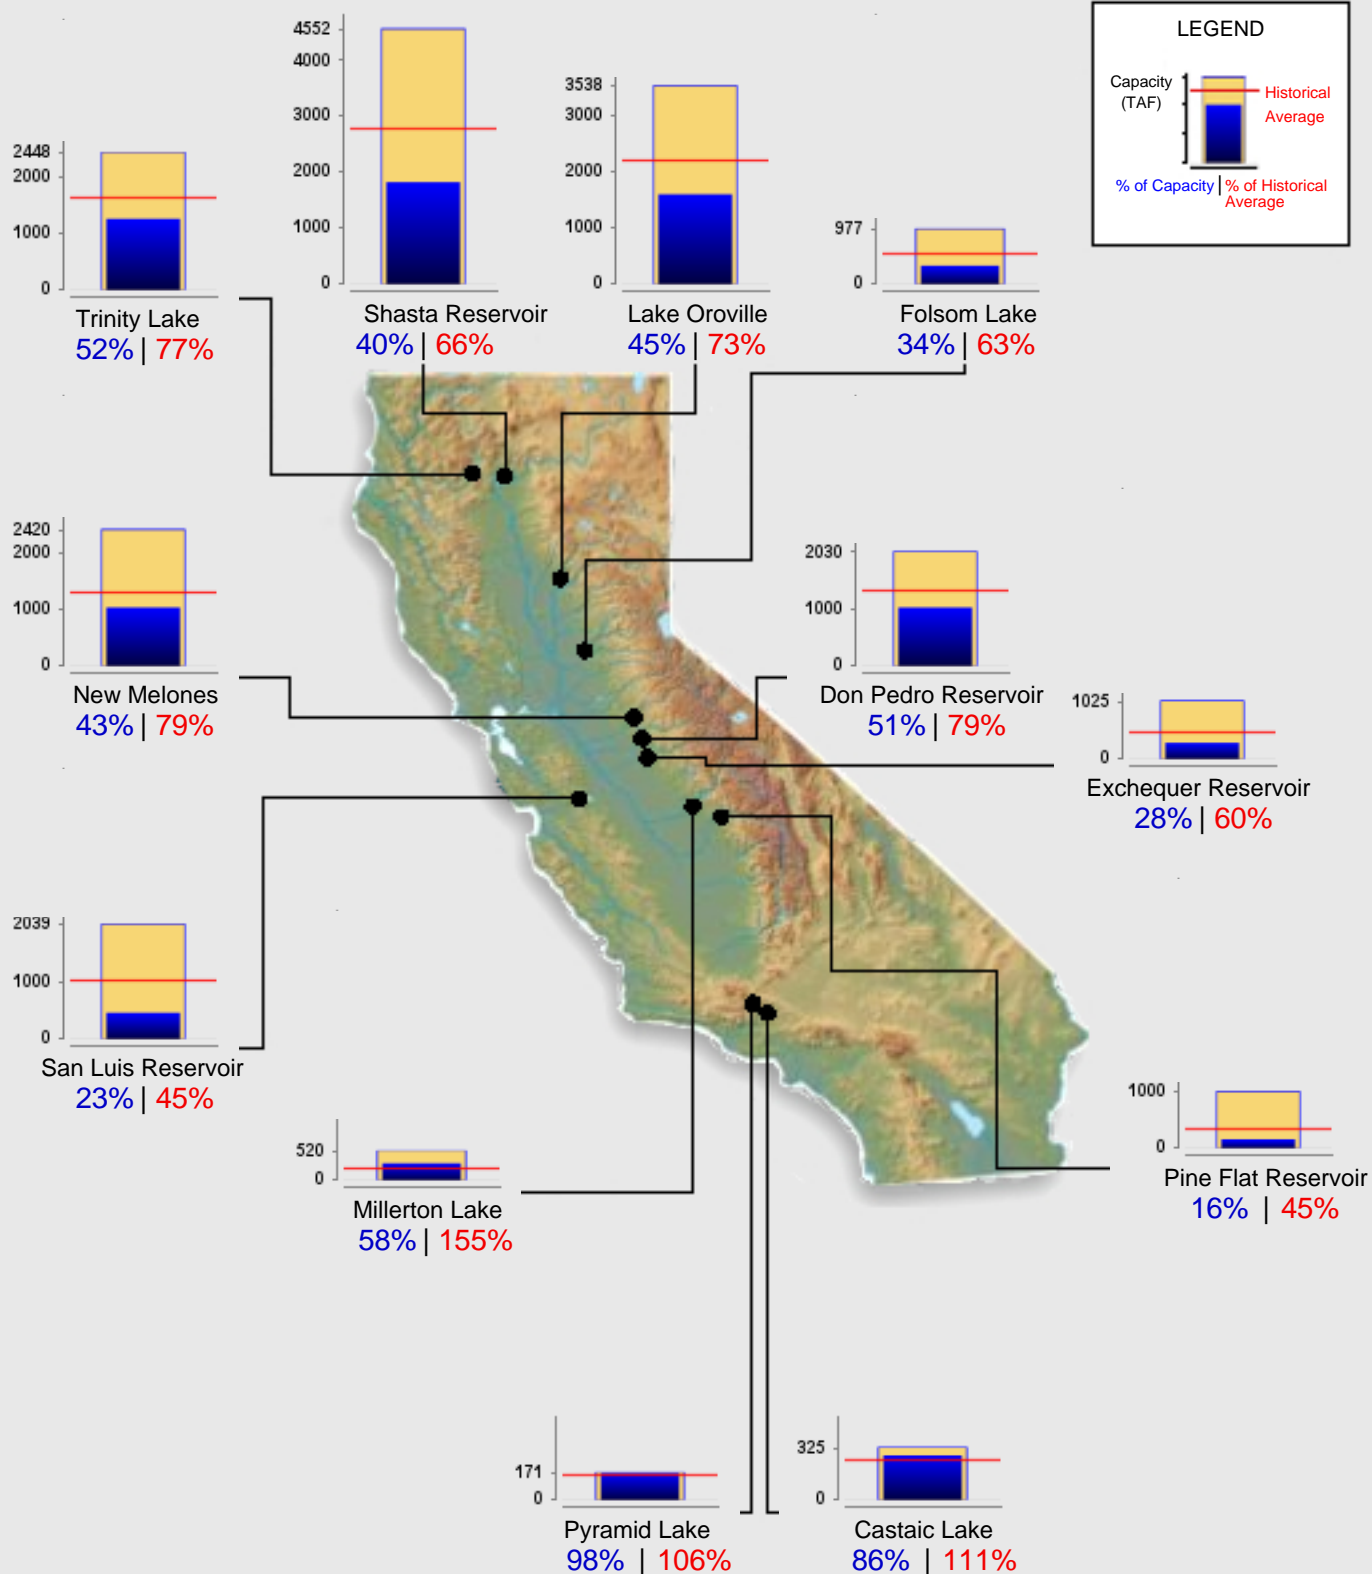 LEGEND
Capacity
(TAF)
Historical
Average
% of Capacity | % of Historical
Average
4552
4000
3000
2000
1000
0
Shasta Reservoir
40% | 66%
3538
3000
2000
1000
0
Lake Oroville
45% | 73%
2448
2000
1000
0
Trinity Lake
52% | 77%
977
0
Folsom Lake
34% | 63%
2420
2000
1000
0
New Melones
43% | 79%
2030
1000
0
Don Pedro Reservoir
51% | 79%
1025
0
Exchequer Reservoir
28% | 60%
2039
1000
0
San Luis Reservoir
23% | 45%
1000
0
Pine Flat Reservoir
16% | 45%
520
0
Millerton Lake
58% | 155%
171
0
Pyramid Lake
98% | 106%
325
0
Castaic Lake
86% | 111%